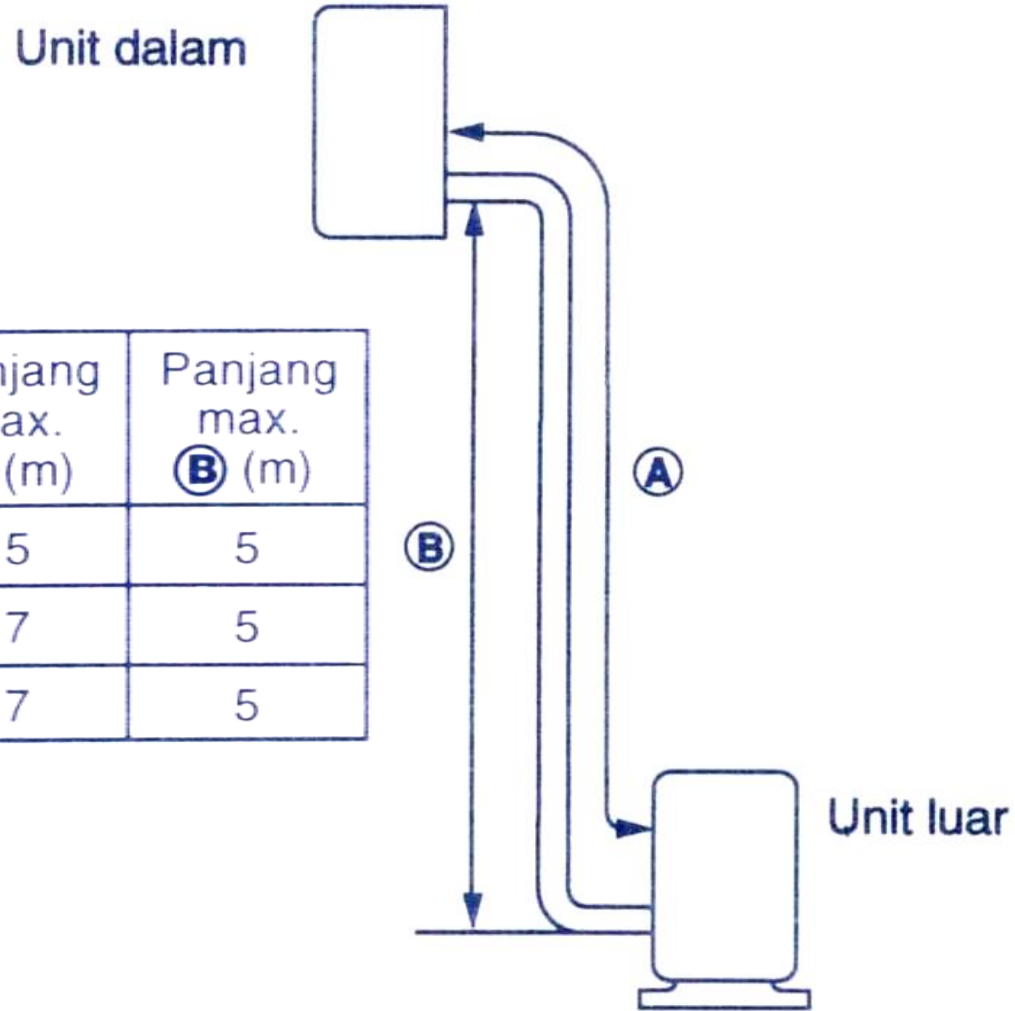 Unit dalam
njang
ax.
(m)
Panjang
max.
Ⓑ (m)
5 5
7 5
7 5
Ⓑ
Ⓐ
Unit luar